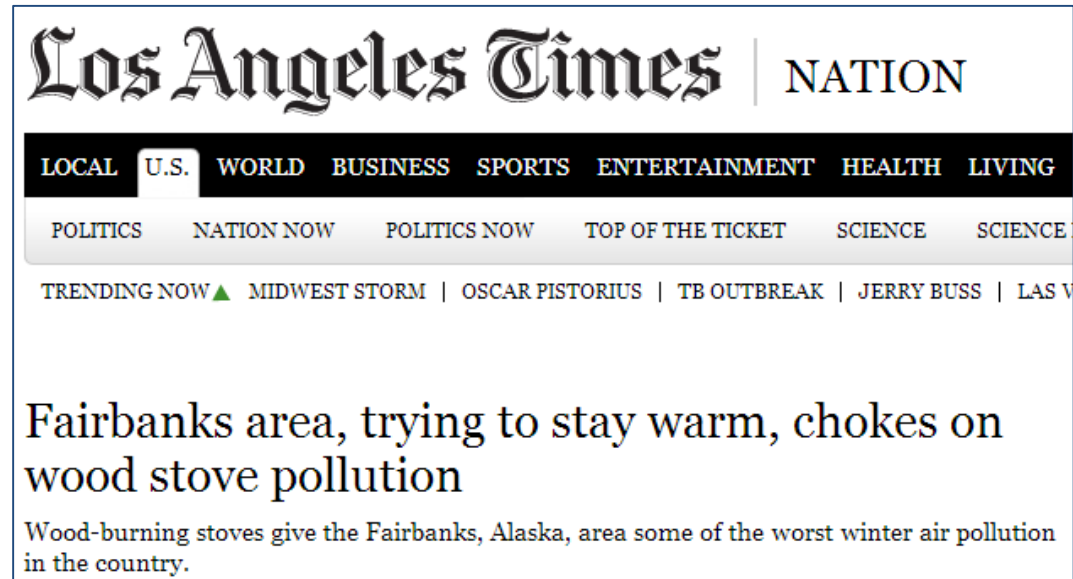 Los Angeles Times | NATION
LOCAL U.S. WORLD BUSINESS SPORTS ENTERTAINMENT HEALTH LIVING
POLITICS NATION NOW POLITICS NOW TOP OF THE TICKET SCIENCE SCIENCE
TRENDING NOW▲ MIDWEST STORM | OSCAR PISTORIUS | TB OUTBREAK | JERRY BUSS | LAS
Fairbanks area, trying to stay warm, chokes on
wood stove pollution
Wood-burning stoves give the Fairbanks, Alaska, area some of the worst winter air pollution
in the country.